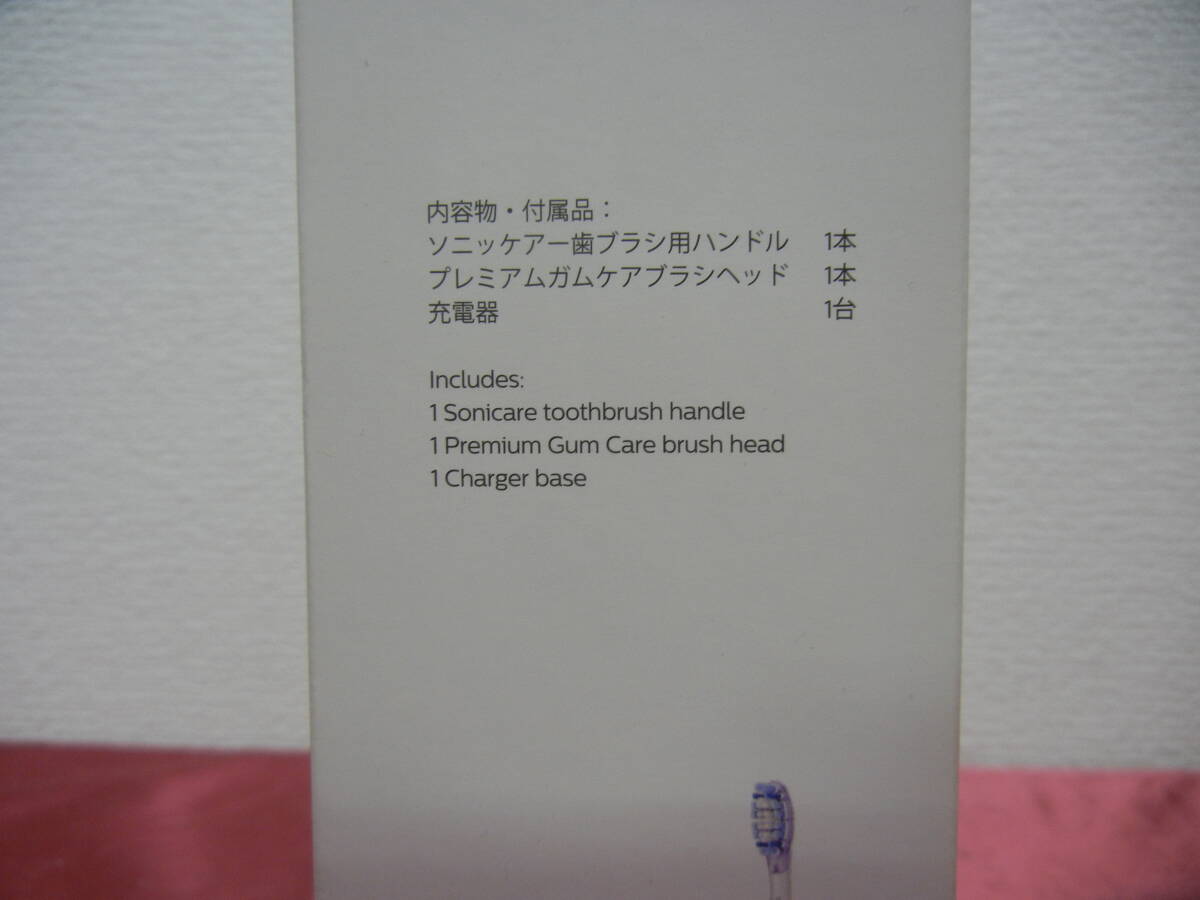 内容物・付属品：
ソニッケアー歯ブラシ用ハンドル 1本
プレミアムガムケアブラシヘッド 1本
充電器 1台
Includes:
1 Sonicare toothbrush handle
1 Premium Gum Care brush head
1 Charger base